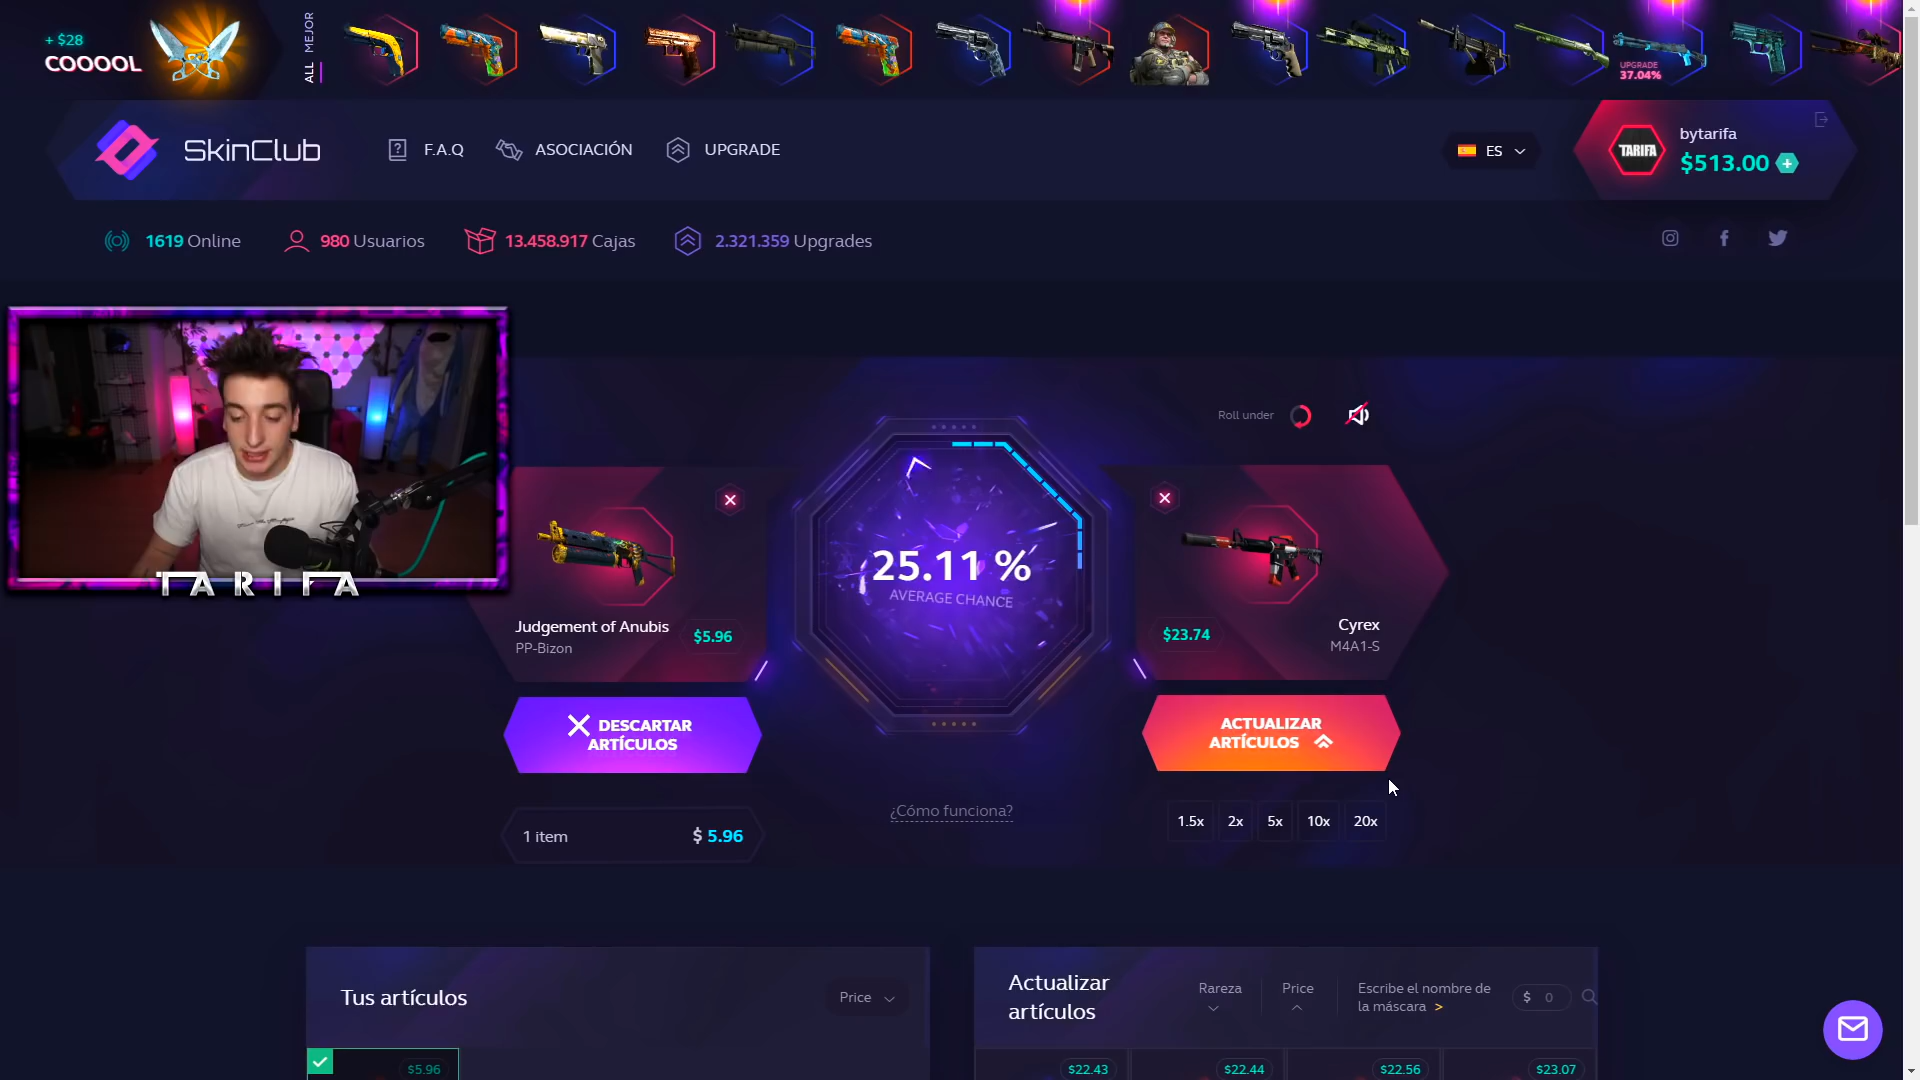 + $28
COOOOL
ALL MEJOR
UPGRADE
37.04%
SkinClub
F.A.Q
ASOCIACIÓN
UPGRADE
ES
TARIFA
bytarifa
$513.00
1619 Online
980 Usuarios
13.458.917 Cajas
2.321.359 Upgrades
Roll under
25.11 %
AVERAGE CHANCE
TARIFA
Judgement of Anubis
PP-Bizon
$5.96
$23.74
Cyrex
M4A1-S
DESCARTAR
ARTÍCULOS
ACTUALIZAR
ARTÍCULOS
1 item
$ 5.96
¿Cómo funciona?
1.5x
2x
5x
10x
20x
Tus artículos
Price
Actualizar
artículos
Rareza
Price
Escribe el nombre de
la máscara >
$ 0
$5.96
$22.43
$22.44
$22.56
$23.07